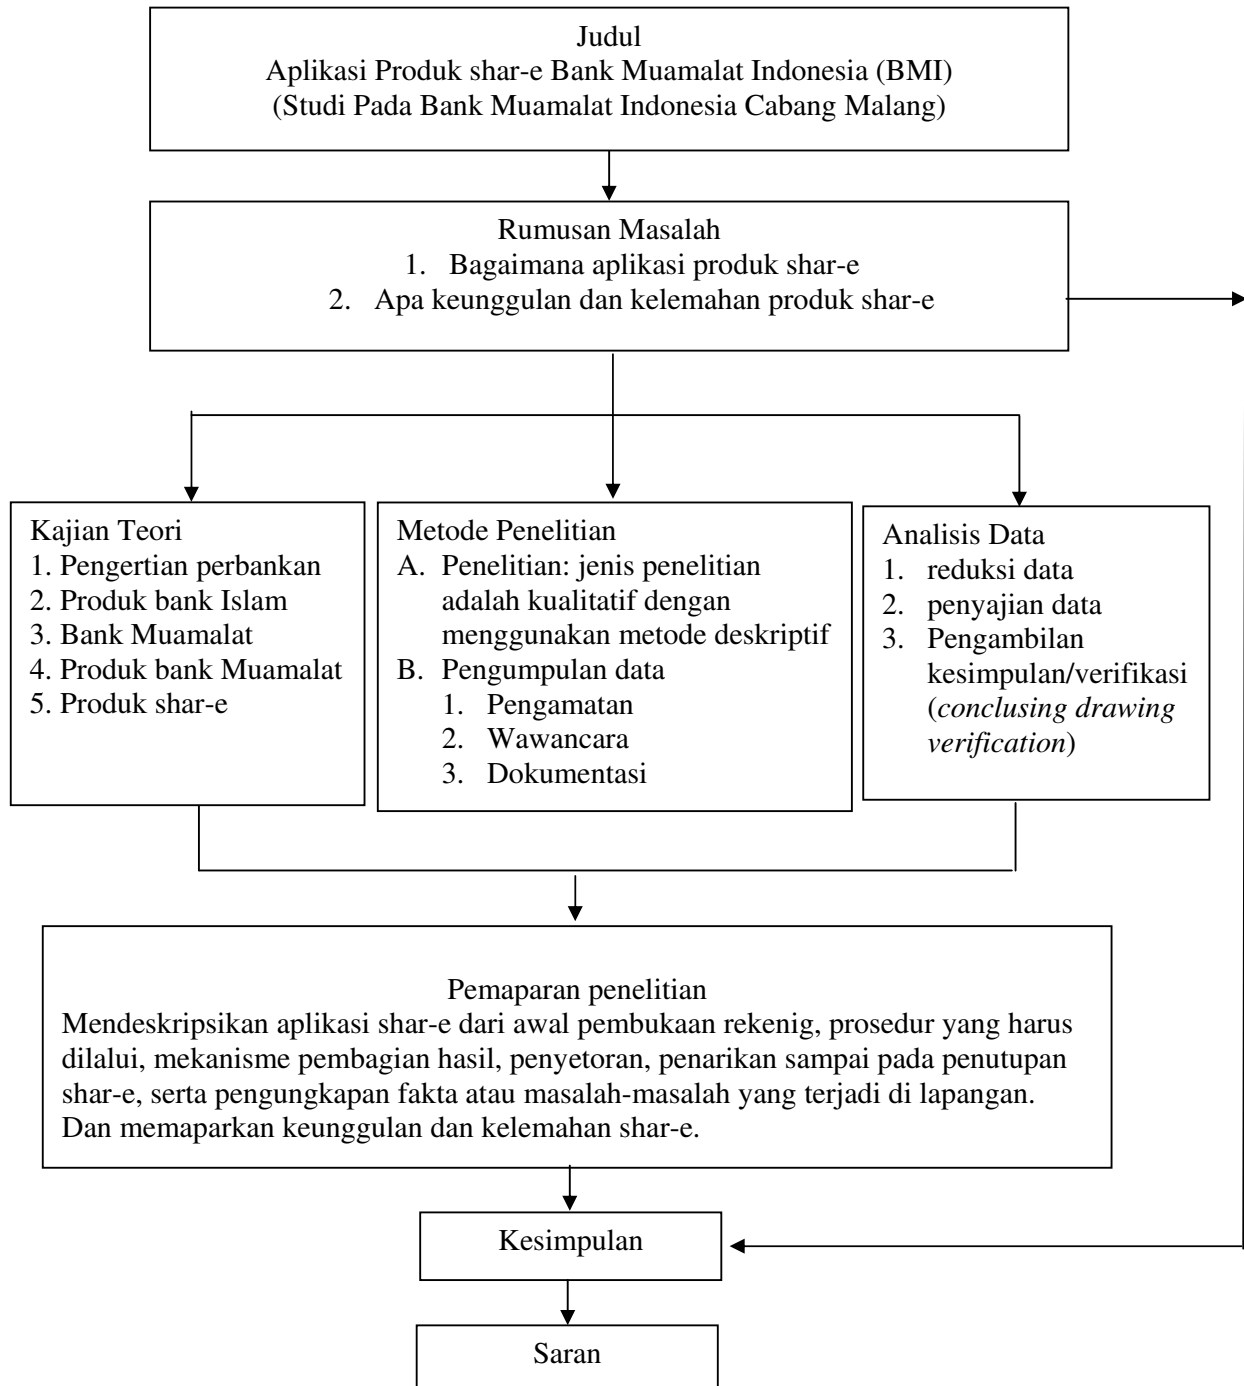 Judul
Aplikasi Produk shar-e Bank Muamalat Indonesia (BMI)
(Studi Pada Bank Muamalat Indonesia Cabang Malang)
Rumusan Masalah
1. Bagaimana aplikasi produk shar-e
2. Apa keunggulan dan kelemahan produk shar-e
Kajian Teori
1. Pengertian perbankan
2. Produk bank Islam
3. Bank Muamalat
4. Produk bank Muamalat
5. Produk shar-e
Metode Penelitian
A. Penelitian: jenis penelitian
adalah kualitatif dengan
menggunakan metode deskriptif
B. Pengumpulan data
1. Pengamatan
2. Wawancara
3. Dokumentasi
Analisis Data
1. reduksi data
2. penyajian data
3. Pengambilan
kesimpulan/verifikasi
(conclusing drawing
verification)
Pemaparan penelitian
Mendeskripsikan aplikasi shar-e dari awal pembukaan rekenig, prosedur yang harus
dilalui, mekanisme pembagian hasil, penyetoran, penarikan sampai pada penutupan
shar-e, serta pengungkapan fakta atau masalah-masalah yang terjadi di lapangan.
Dan memaparkan keunggulan dan kelemahan shar-e.
Kesimpulan
Saran